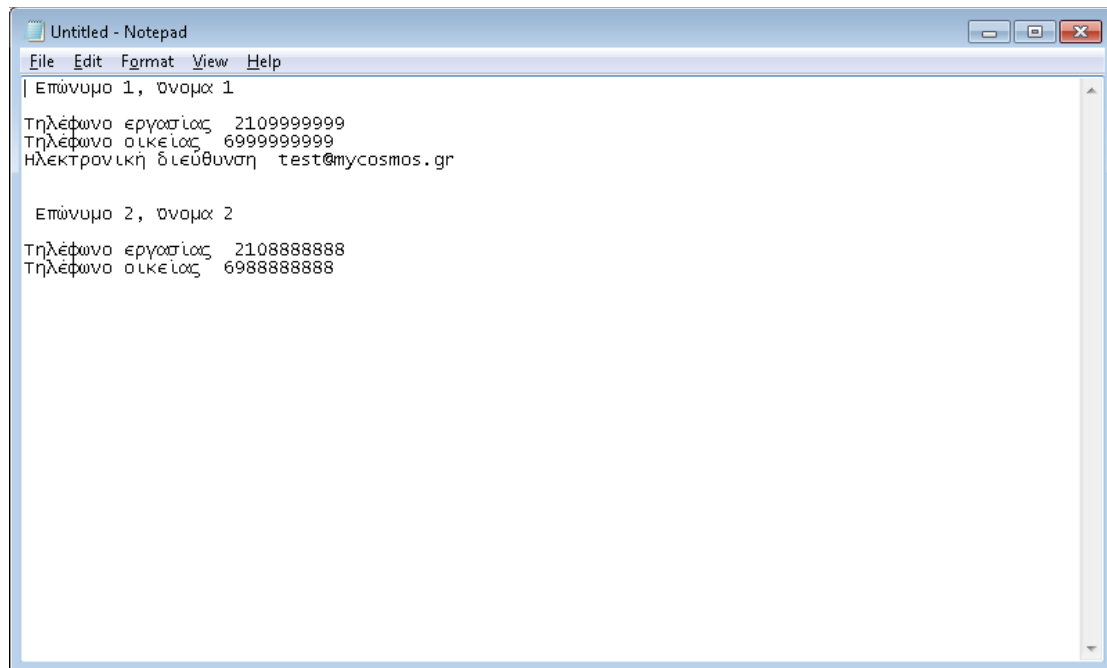 Untitled - Notepad
File Edit Format View Help
Επώνυμο 1, Όνομα 1
Τηλέφωνο εργασίας 2109999999
Τηλέφωνο οικείας 6999999999
Ηλεκτρονική διεύθυνση test@mycosmos.gr
Επώνυμο 2, Όνομα 2
Τηλέφωνο εργασίας 2108888888
Τηλέφωνο οικείας 6988888888